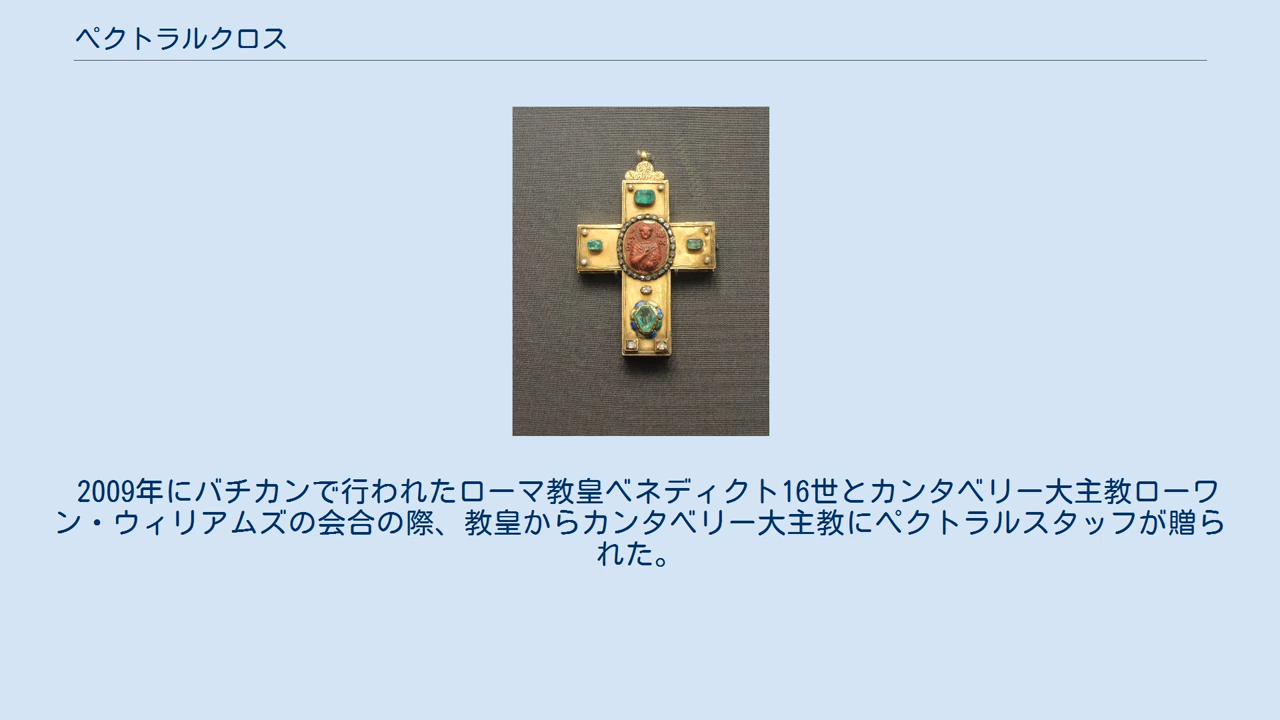 ペクトラルクロス
2009年にバチカンで行われたローマ教皇ベネディクト16世とカンタベリー大主教ローワ
ン・ウィリアムズの会合の際、教皇からカンタベリー大主教にペクトラルスタッフが贈ら
れた。